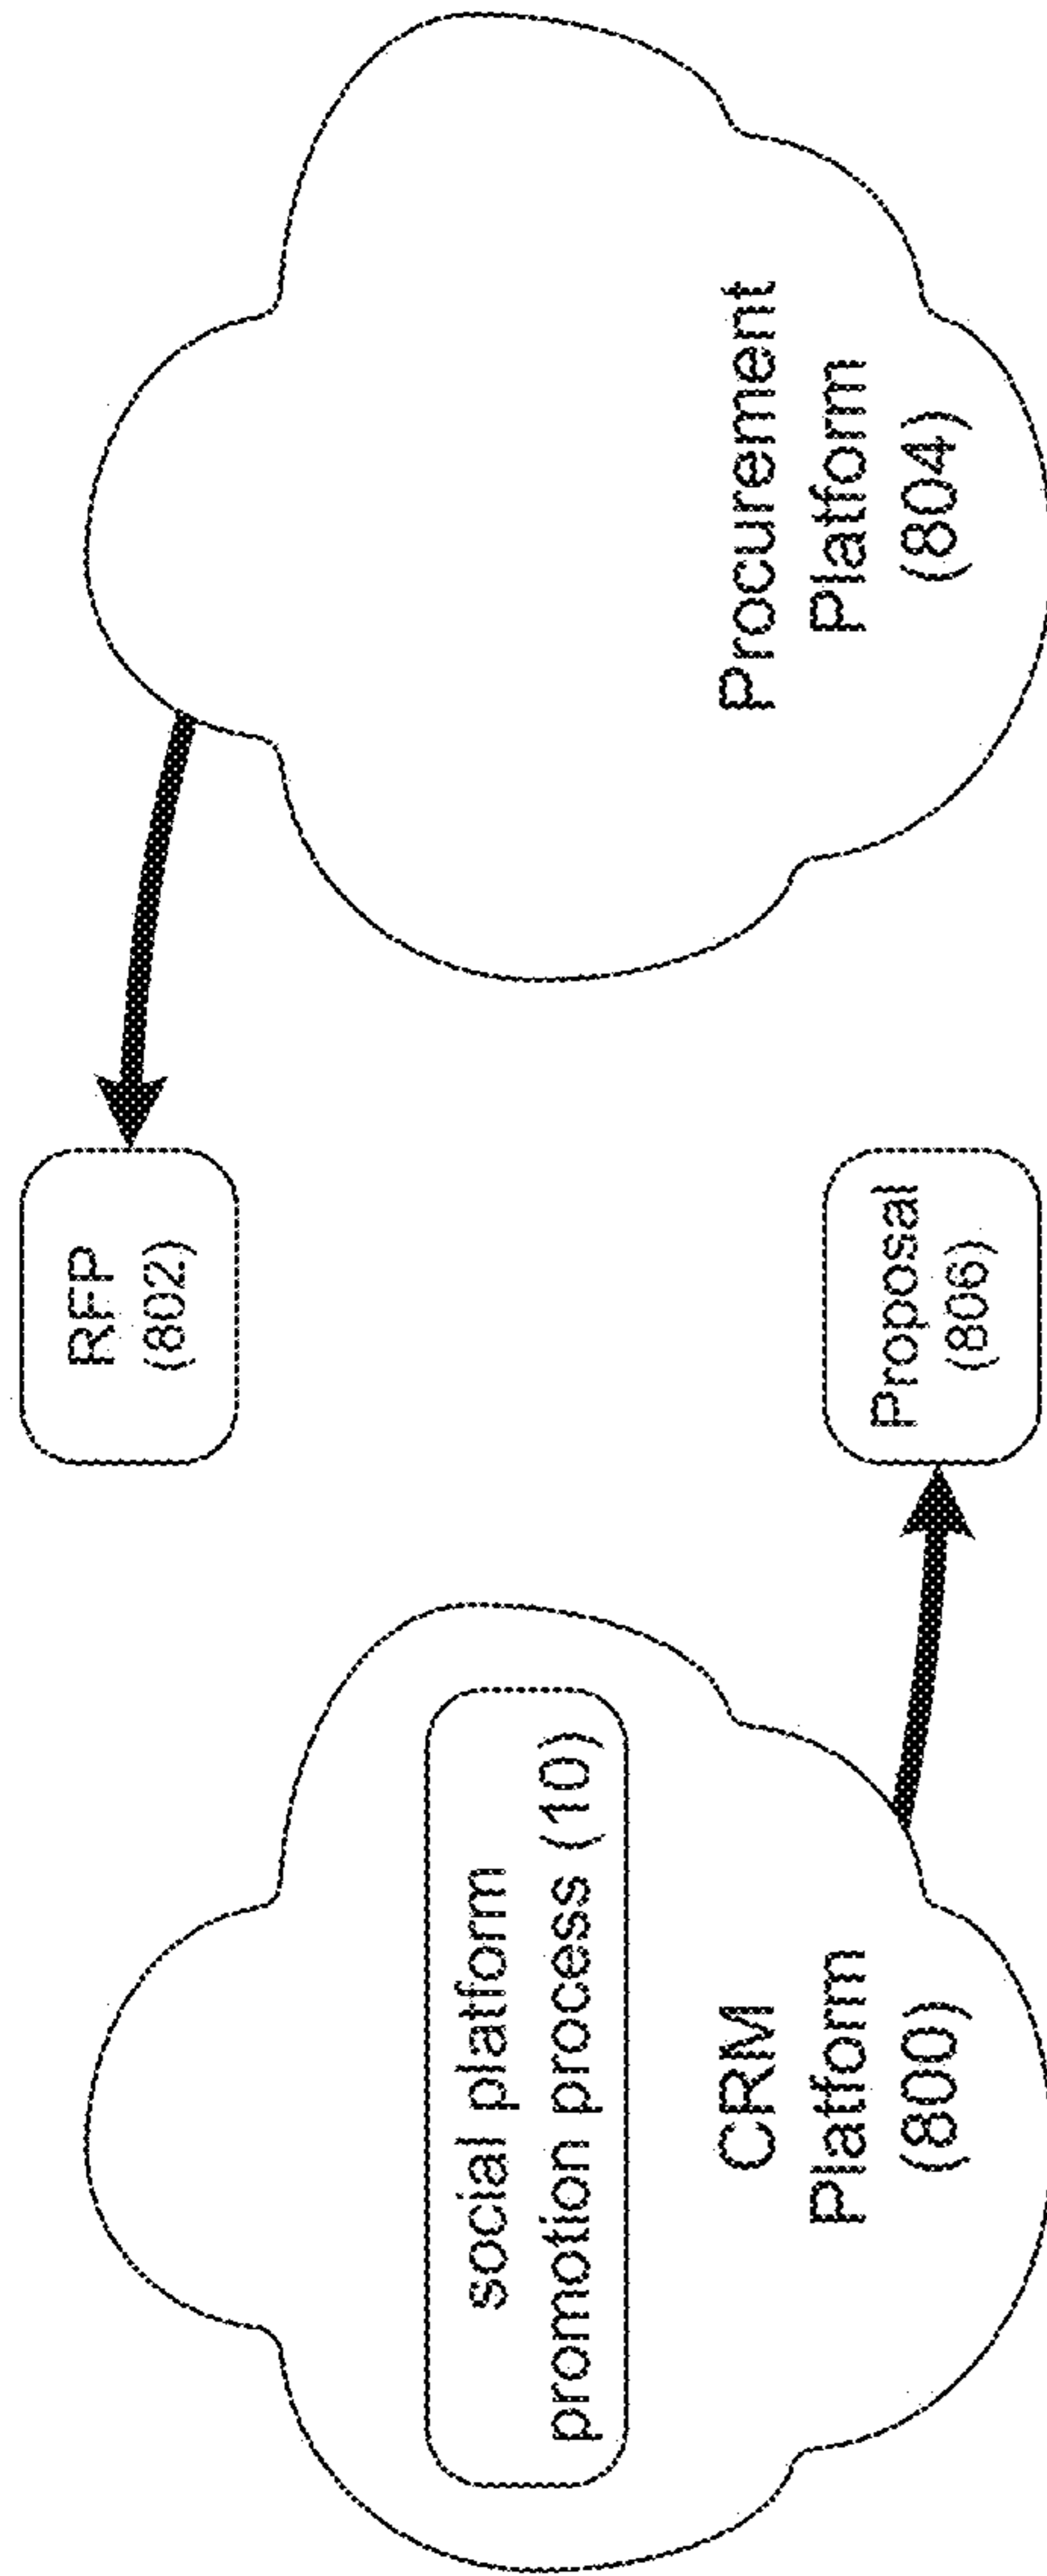 RFP
(802)
social platform
promotion process (10)
CRM
Platform
(800)
Procurement
Platform
(804)
Proposal
(806)